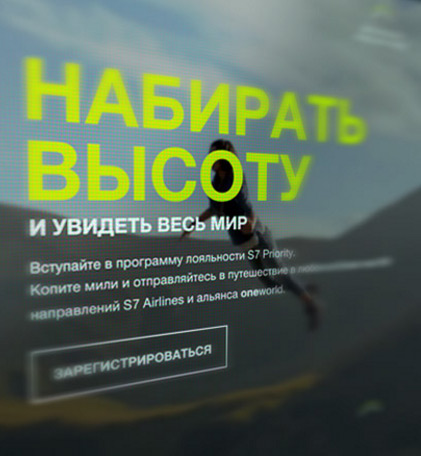 НАБИРАТЬ
ВЫСОТУ
И УВИДЕТЬ ВЕСЬ МИР
Вступайте в программу лояльности S7 Priority.
Копите мили и отправляйтесь в путешествие в
направлений S7 Airlines и альянса oneworld.
ЗАРЕГИСТРИРОВАТЬСЯ